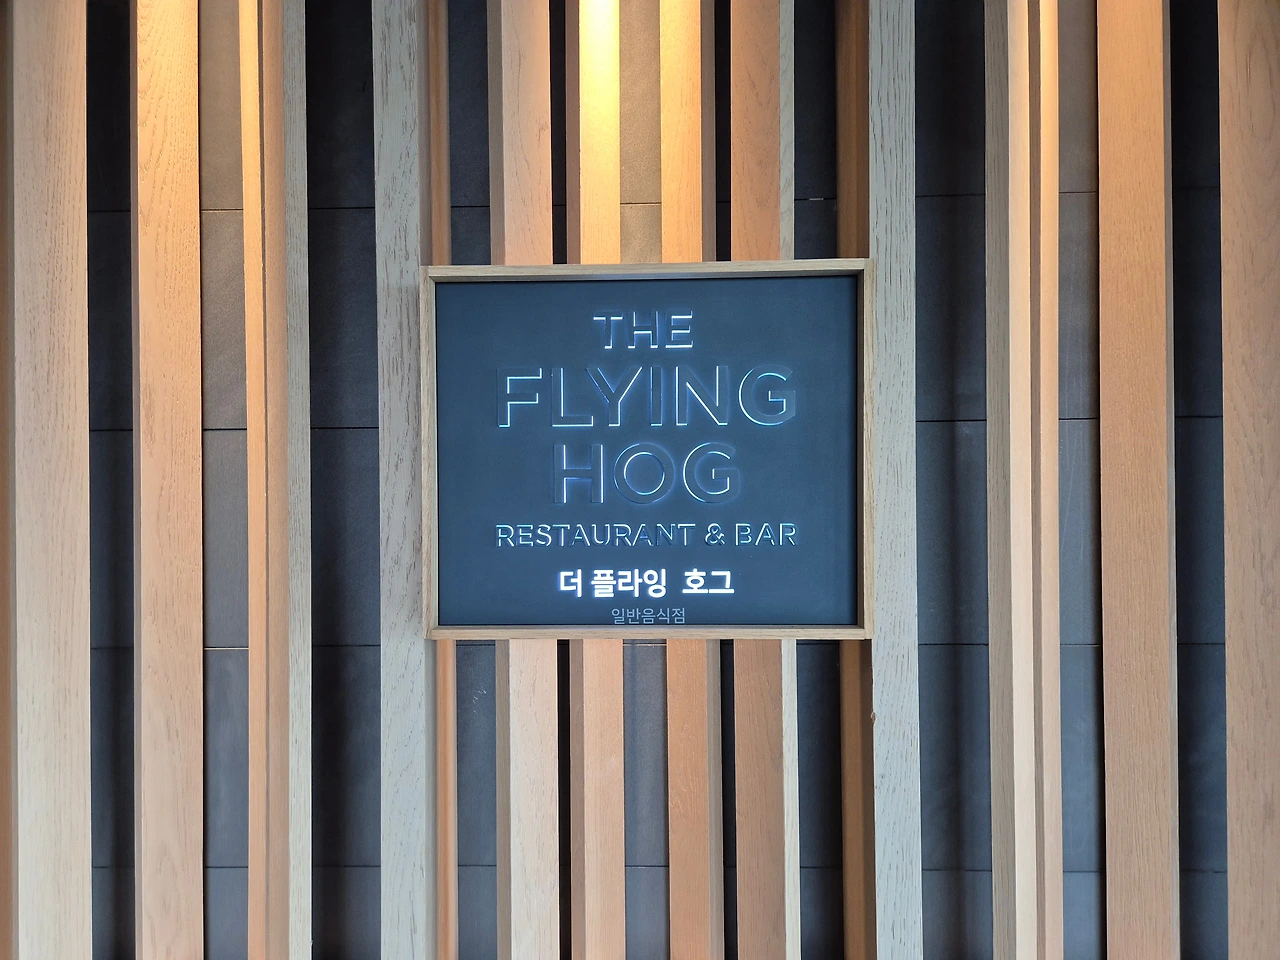 THE
FLYING
HOG
RESTAURANT & BAR
더 플라잉 호그
일반음식점